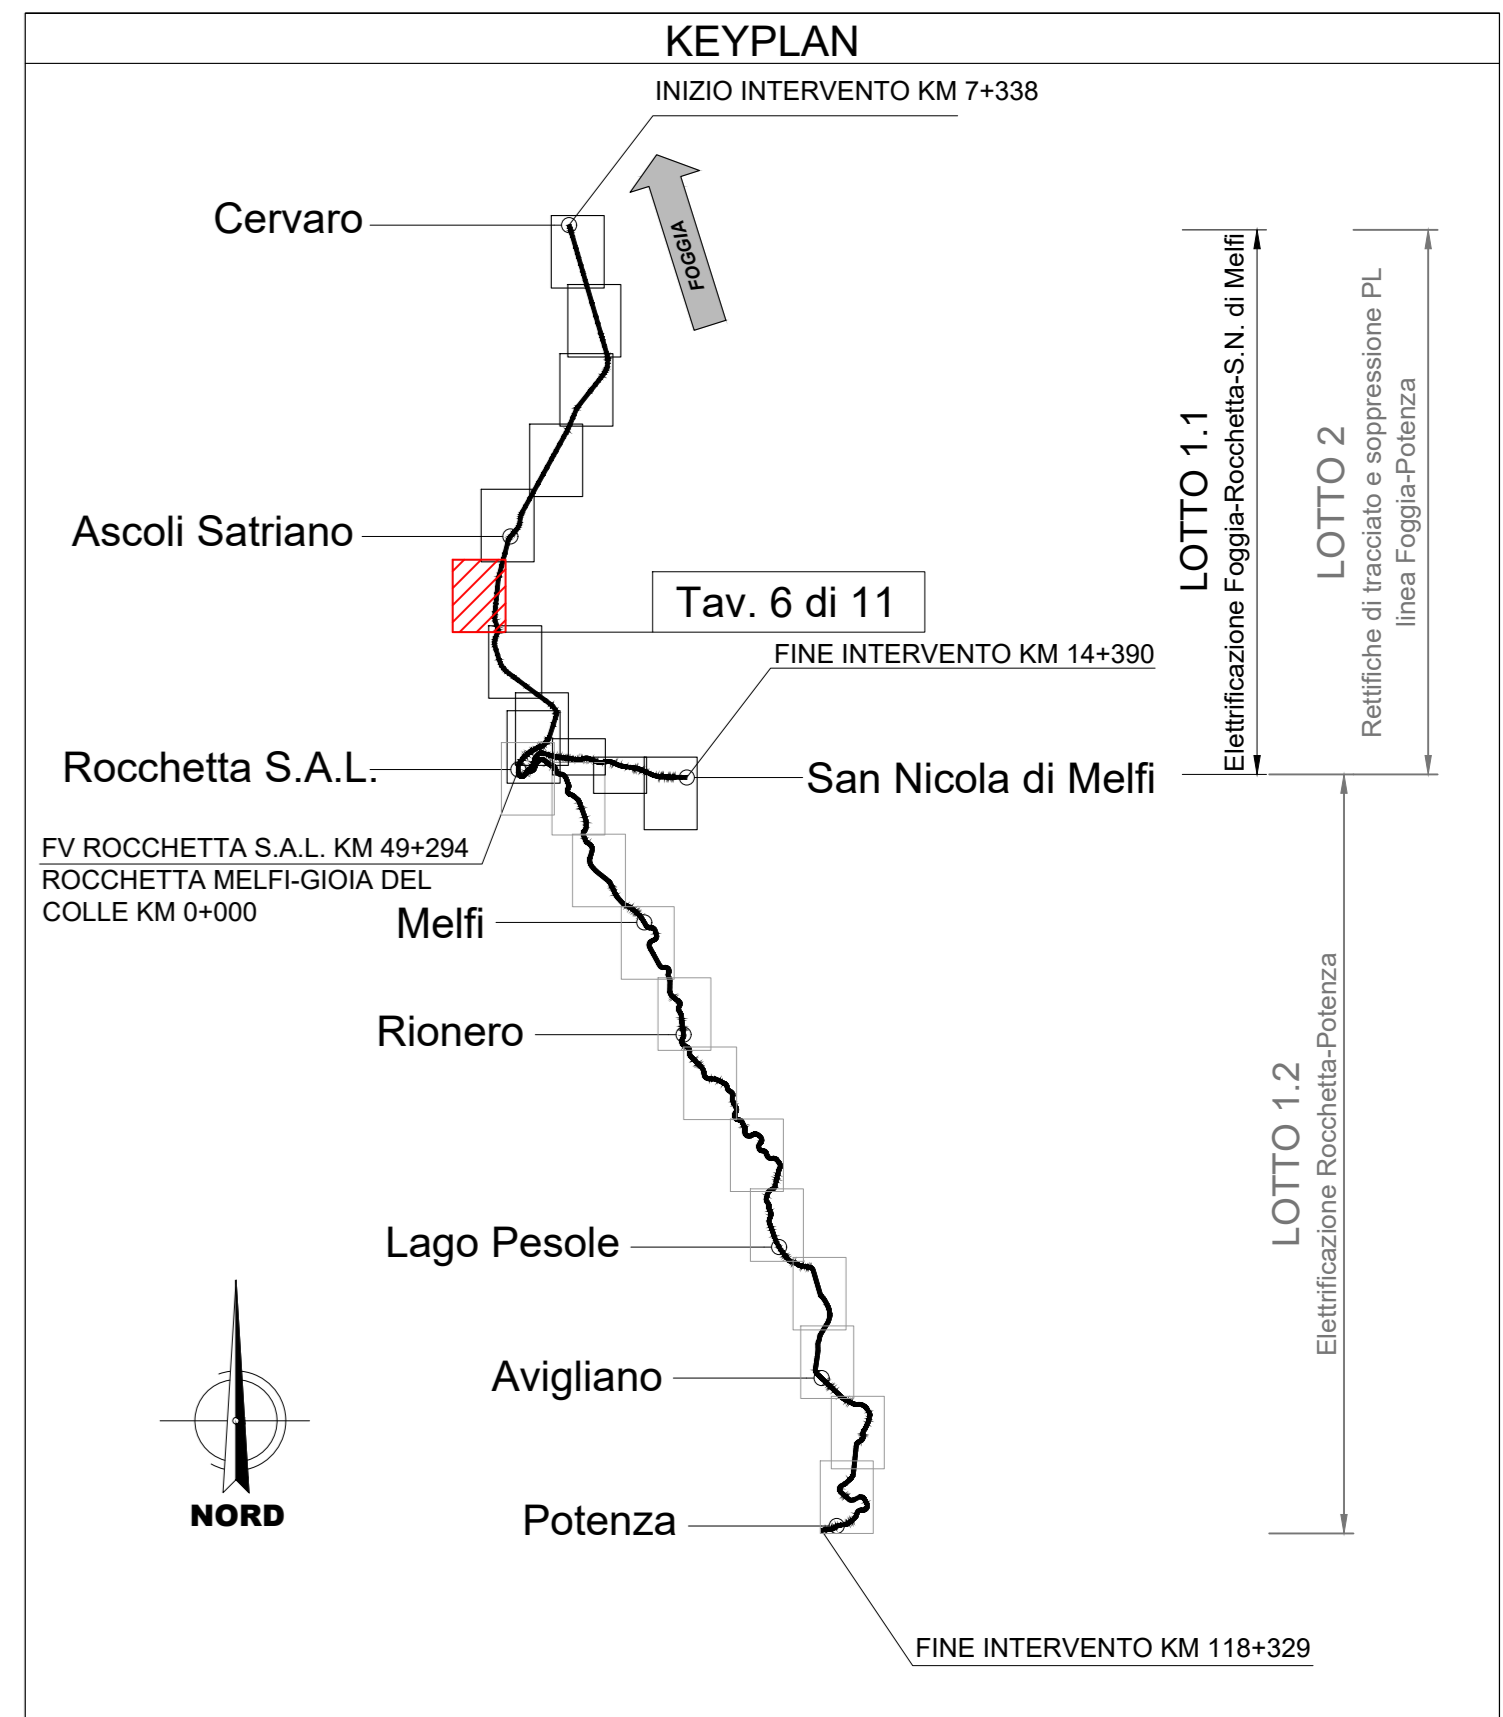 KEYPLAN
INIZIO INTERVENTO KM 7+338
FOGGIA
Cervaro
Ascoli Satriano
Tav. 6 di 11
FINE INTERVENTO KM 14+390
Rocchetta S.A.L.
San Nicola di Melfi
FV ROCCHETTA S.A.L. KM 49+294
ROCCHETTA MELFI-GIOIA DEL
COLLE KM 0+000
Melfi
Rionero
Lago Pesole
Avigliano
Potenza
FINE INTERVENTO KM 118+329
NORD
LOTTO 1.1
Elettrificazione Foggia-Rocchetta-S.N. di Melfi
LOTTO 2
Rettifiche di tracciato e soppressione PL
linea Foggia-Potenza
LOTTO 1.2
Elettrificazione Rocchetta-Potenza